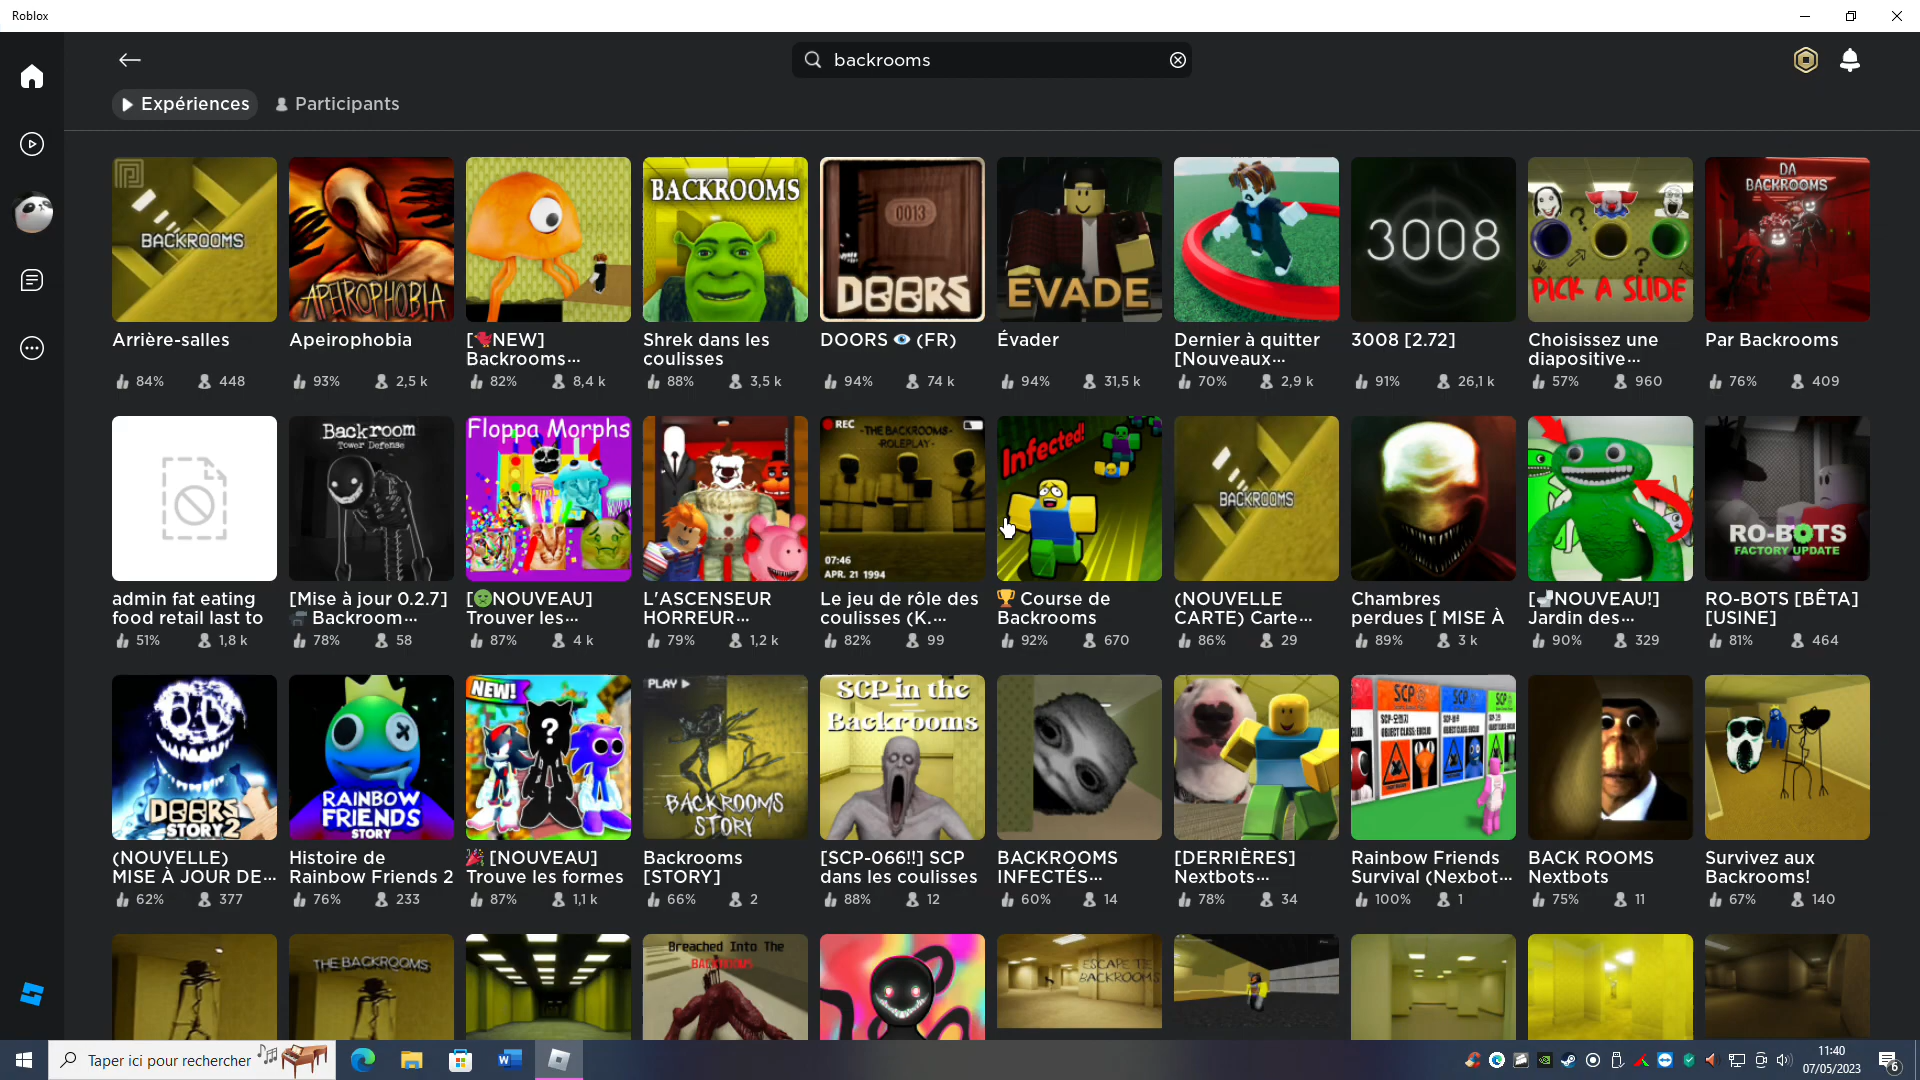 Roblox
backrooms
Expériences
Participants
BACKROOMS
APEIROPHOBIA
BACKROOMS
0013
DOORS
EVADE
3008
PICK A SLIDE
DA
BACKROOMS
Arrière-salles
Apeirophobia
[🐦NEW]
Backrooms...
Shrek dans les
coulisses
DOORS 👁 (FR)
Évader
Dernier à quitter
[Nouveaux...
3008 [2.72]
Choisissez une
diapositive...
Par Backrooms
84% 448
93% 2,5 k
82% 8,4 k
88% 3,5 k
94% 74 k
94% 31,5 k
70% 2,9 k
91% 26,1 k
57% 960
76% 409
Backroom
Tower Defense
Floppa Morphs
REC
-THE BACKROOMS-
-ROLEPLAY-
07:46
APR. 21 1994
Infected!
BACKROOMS
RO-BOTS
FACTORY UPDATE
admin fat eating
food retail last to
[Mise à jour 0.2.7]
Backroom...
[🤢NOUVEAU]
Trouver les...
L'ASCENSEUR
HORREUR...
Le jeu de rôle des
coulisses (K....
🏆 Course de
Backrooms
(NOUVELLE
CARTE) Carte...
Chambres
perdues [ MISE À
[🚽NOUVEAU!]
Jardin des...
RO-BOTS [BÊTA]
[USINE]
51% 1,8 k
78% 58
87% 4 k
79% 1,2 k
82% 99
92% 670
86% 29
89% 3 k
90% 329
81% 464
DOORS
STORY 2
RAINBOW
FRIENDS
STORY
NEW!
?
PLAY
BACKROOMS
STORY
SCP in the
Backrooms
SCP
SCP
SCP
OBJECT CLASS: EUCLID
(NOUVELLE)
MISE À JOUR DE...
Histoire de
Rainbow Friends 2
🎉 [NOUVEAU]
Trouve les formes
Backrooms
[STORY]
[SCP-066!!] SCP
dans les coulisses
BACKROOMS
INFECTÉS...
[DERRIÈRES]
Nextbots...
Rainbow Friends
Survival (Nexbot...
BACK ROOMS
Nextbots
Survivez aux
Backrooms!
62% 377
76% 233
87% 1,1 k
66% 2
88% 12
60% 14
78% 34
100% 1
75% 11
67% 140
THE BACKROOMS
Breached Into The
BACKROOMS
ESCAPE THE
BACKROOMS
Taper ici pour rechercher
11:40
07/05/2023
6